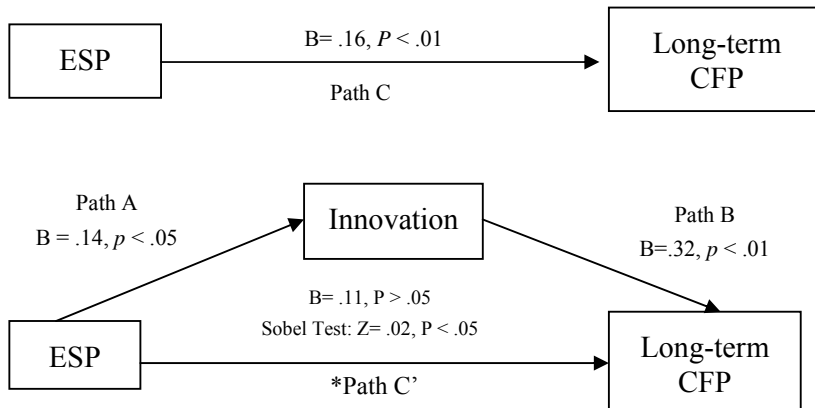 B= .16, P < .01
ESP
Long-term
CFP
Path C
Path A
B = .14, p < .05
Innovation
Path B
B=.32, p < .01
B= .11, P > .05
Sobel Test: Z= .02, P < .05
ESP
Long-term
CFP
*Path C’